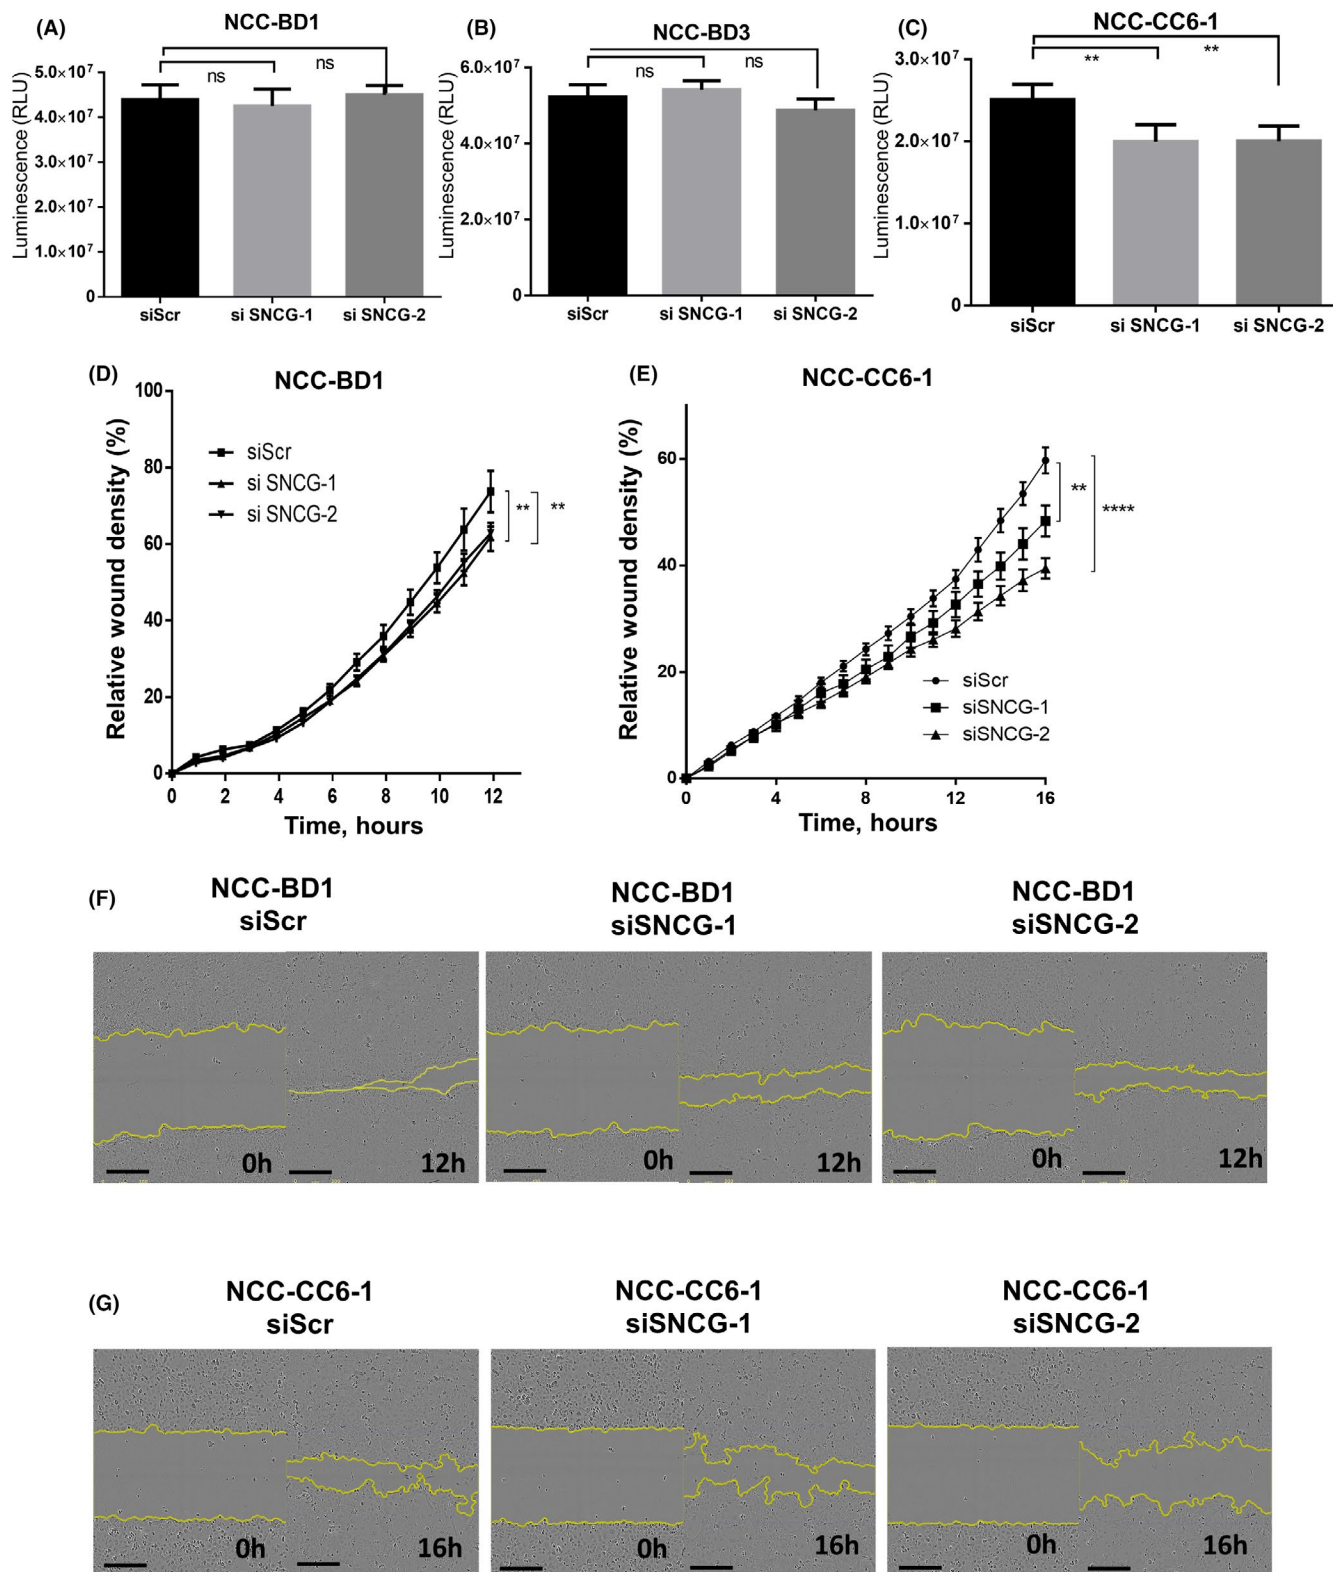 (A)
NCC-BD1
ns
ns
Luminescence (RLU)
5.0×10⁷
4.0×10⁷
3.0×10⁷
2.0×10⁷
1.0×10⁷
0
siScr
si SNCG-1
si SNCG-2
(B)
NCC-BD3
ns
ns
Luminescence (RLU)
6.0×10⁷
4.0×10⁷
2.0×10⁷
0
siScr
si SNCG-1
si SNCG-2
(C)
NCC-CC6-1
**
**
Luminescence (RLU)
3.0×10⁷
2.0×10⁷
1.0×10⁷
0
siScr
si SNCG-1
si SNCG-2
(D)
NCC-BD1
Relative wound density (%)
100
80
60
40
20
0
siScr
si SNCG-1
si SNCG-2
**
**
0 2 4 6 8 10 12
Time, hours
(E)
NCC-CC6-1
Relative wound density (%)
60
40
20
0
**
****
siScr
siSNCG-1
siSNCG-2
0 4 8 12 16
Time, hours
(F)
NCC-BD1
siScr
0h
12h
NCC-BD1
siSNCG-1
0h
12h
NCC-BD1
siSNCG-2
0h
12h
(G)
NCC-CC6-1
siScr
0h
16h
NCC-CC6-1
siSNCG-1
0h
16h
NCC-CC6-1
siSNCG-2
0h
16h